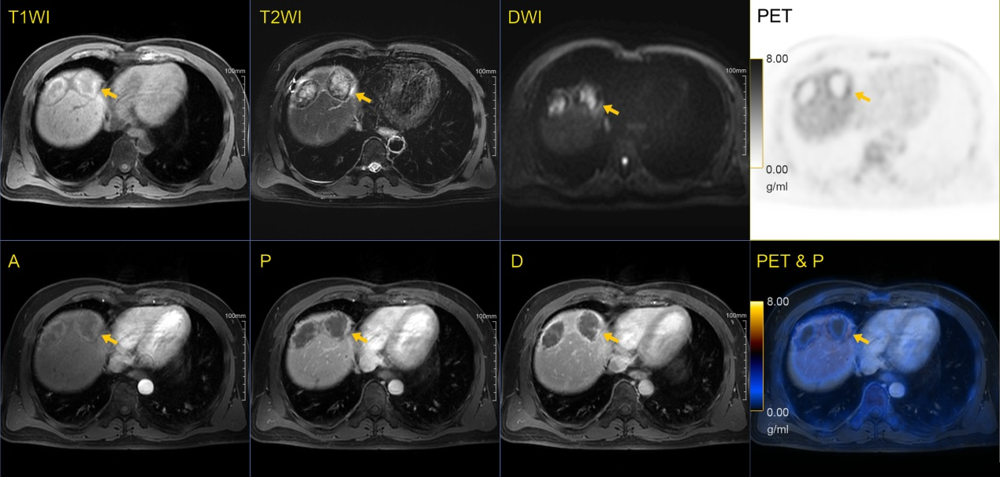 T1WI
100mm
T2WI
100mm
DWI
100mm
PET
8.00
0.00
g/ml
A
100mm
P
100mm
D
PET & P
8.00
0.00
g/ml